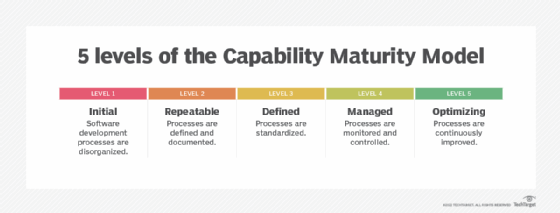 5 levels of the Capability Maturity Model
LEVEL 1
LEVEL 2
LEVEL 3
LEVEL 4
LEVEL 5
Initial
Software
development
processes are
disorganized.
Repeatable
Processes are
defined and
documented.
Defined
Processes are
standardized.
Managed
Processes are
monitored and
controlled.
Optimizing
Processes are
continuously
improved.
TechTarget